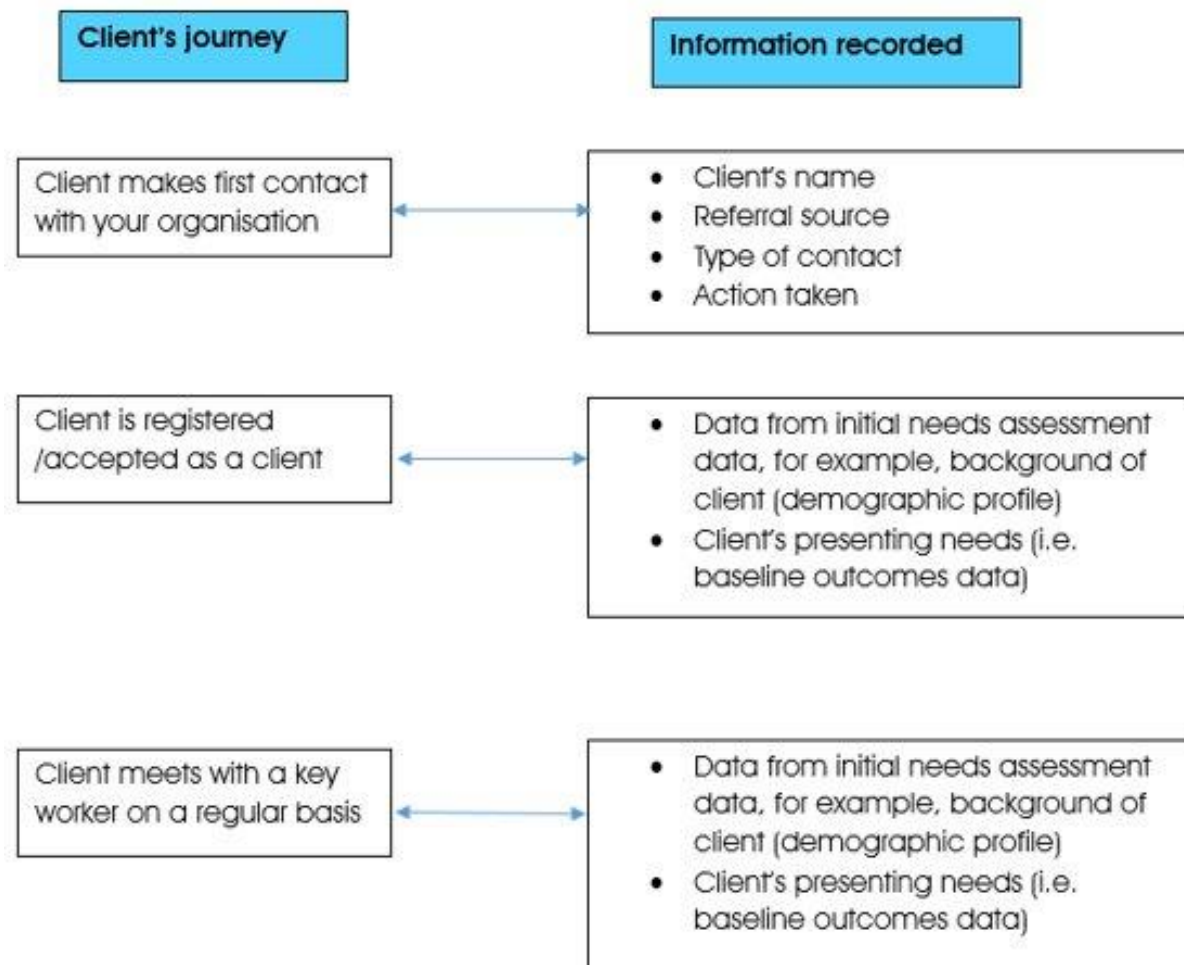 Client's journey
Information recorded
Client makes first contact
with your organisation
• Client's name
• Referral source
• Type of contact
• Action taken
Client is registered
/accepted as a client
• Data from initial needs assessment
data, for example, background of
client (demographic profile)
• Client's presenting needs (i.e.
baseline outcomes data)
Client meets with a key
worker on a regular basis
• Data from initial needs assessment
data, for example, background of
client (demographic profile)
• Client's presenting needs (i.e.
baseline outcomes data)